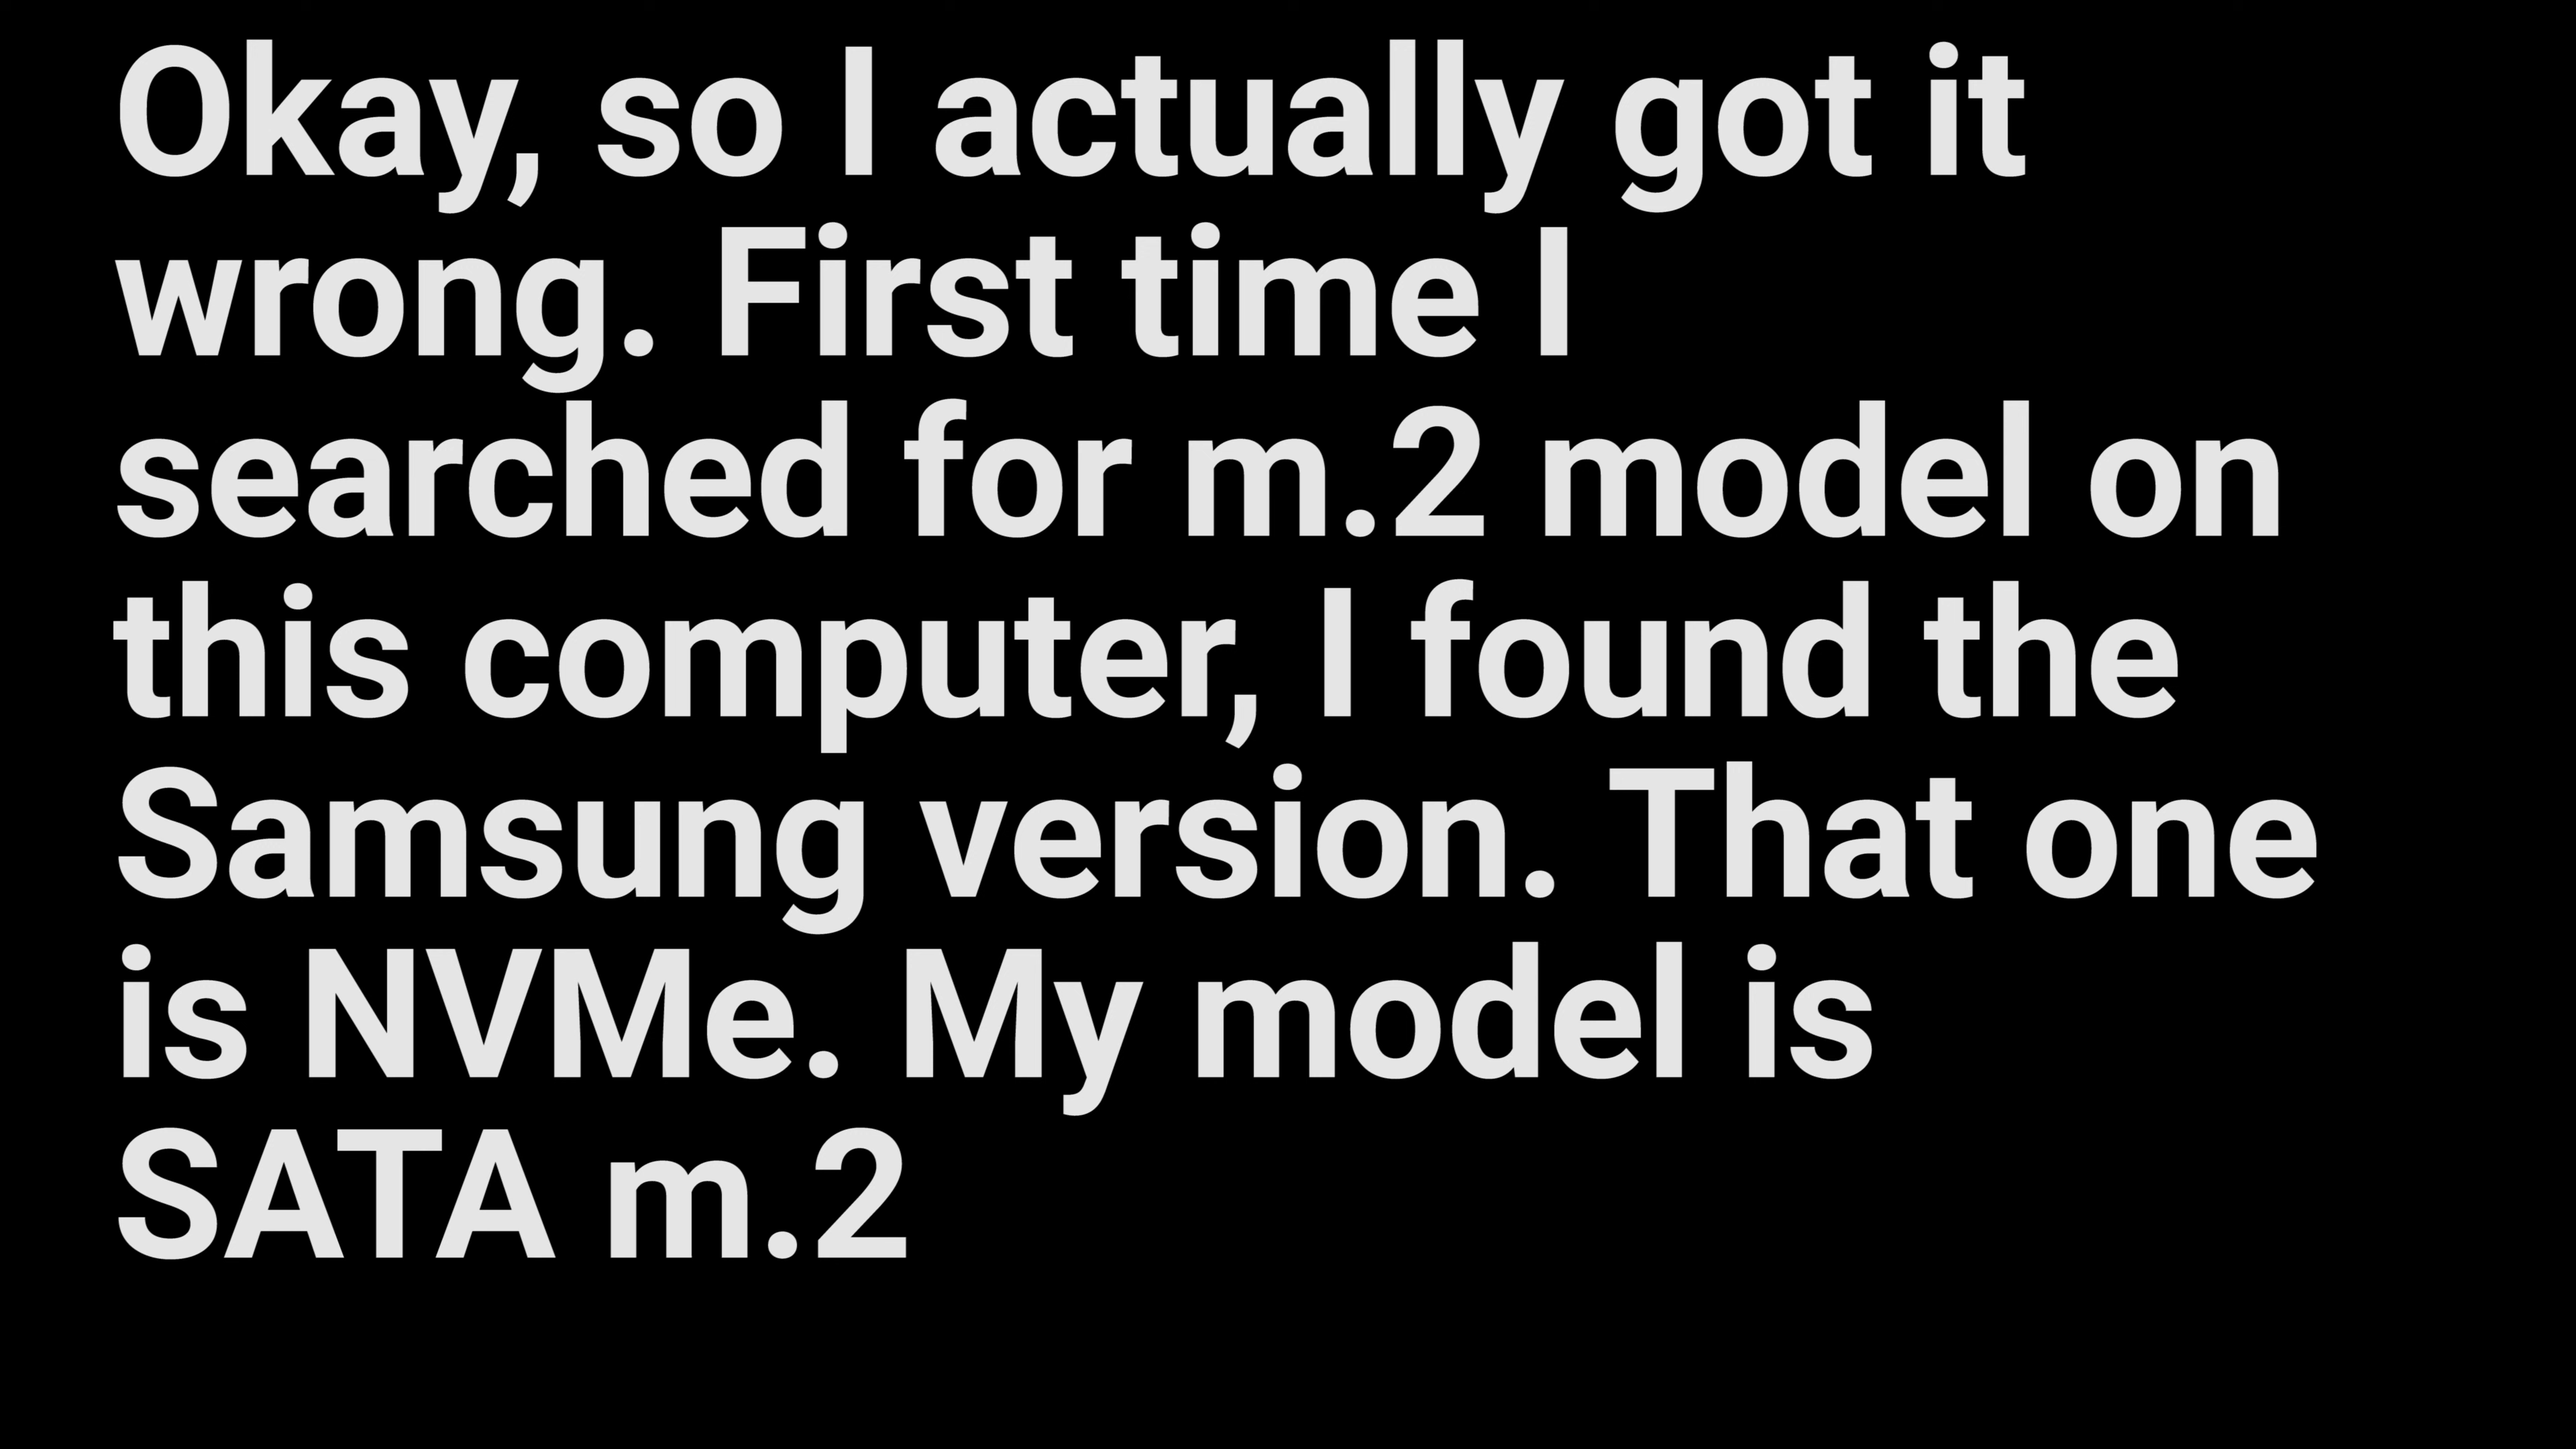 Okay, so I actually got it
wrong. First time I
searched for m.2 model on
this computer, I found the
Samsung version. That one
is NVMe. My model is
SATA m.2